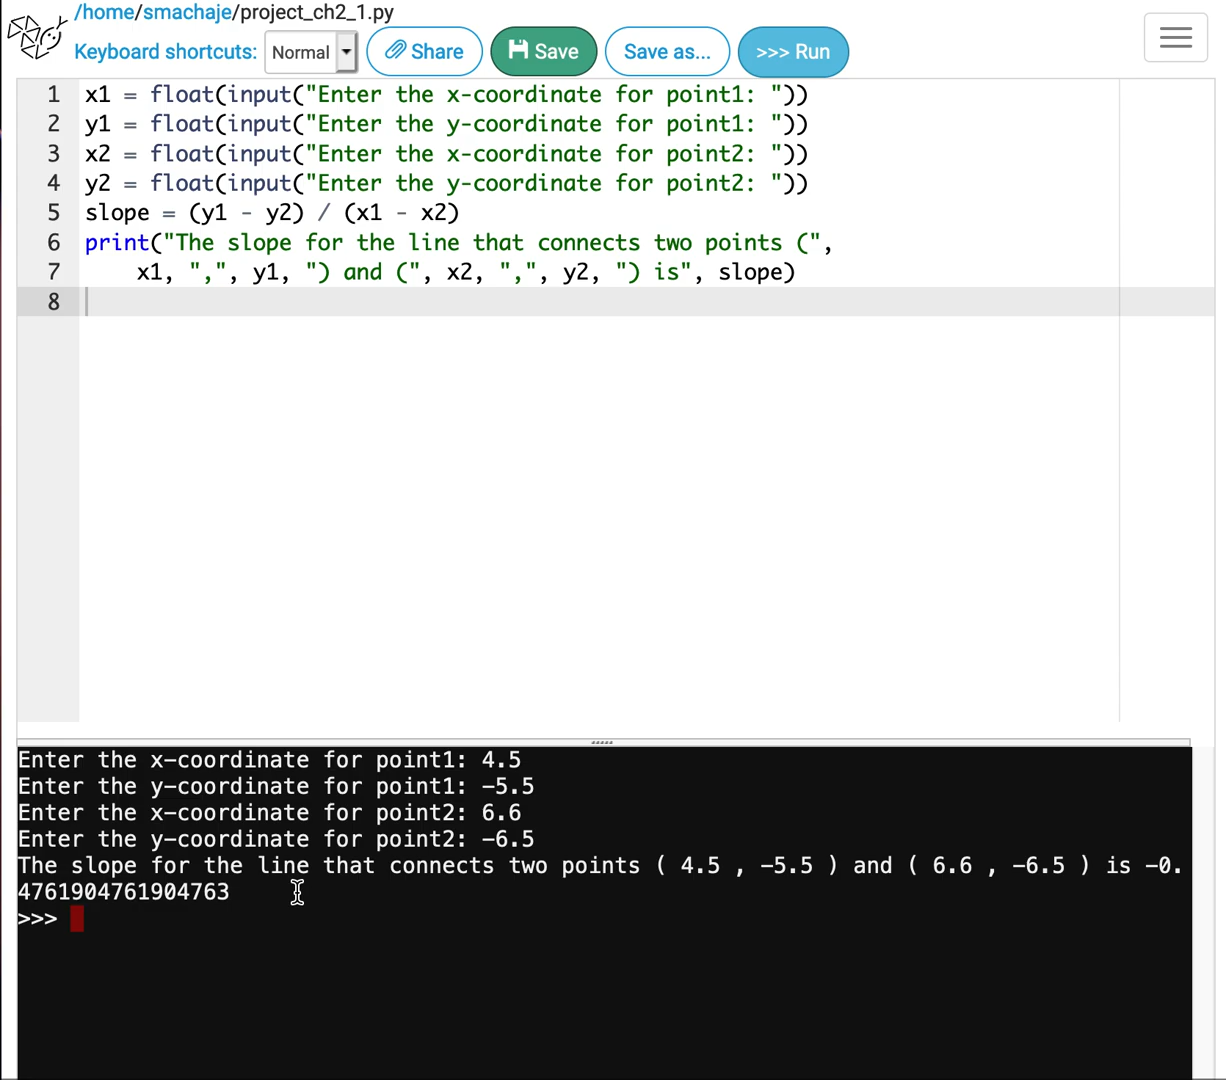 /home/smachaje/project_ch2_1.py
Keyboard shortcuts: Normal Share Save Save as... >>> Run
1 x1 = float(input("Enter the x-coordinate for point1: "))
2 y1 = float(input("Enter the y-coordinate for point1: "))
3 x2 = float(input("Enter the x-coordinate for point2: "))
4 y2 = float(input("Enter the y-coordinate for point2: "))
5 slope = (y1 - y2) / (x1 - x2)
6 print("The slope for the line that connects two points (",
7     x1, ",", y1, ") and (", x2, ",", y2, ") is", slope)
8
Enter the x-coordinate for point1: 4.5
Enter the y-coordinate for point1: -5.5
Enter the x-coordinate for point2: 6.6
Enter the y-coordinate for point2: -6.5
The slope for the line that connects two points ( 4.5 , -5.5 ) and ( 6.6 , -6.5 ) is -0.
4761904761904763
>>>